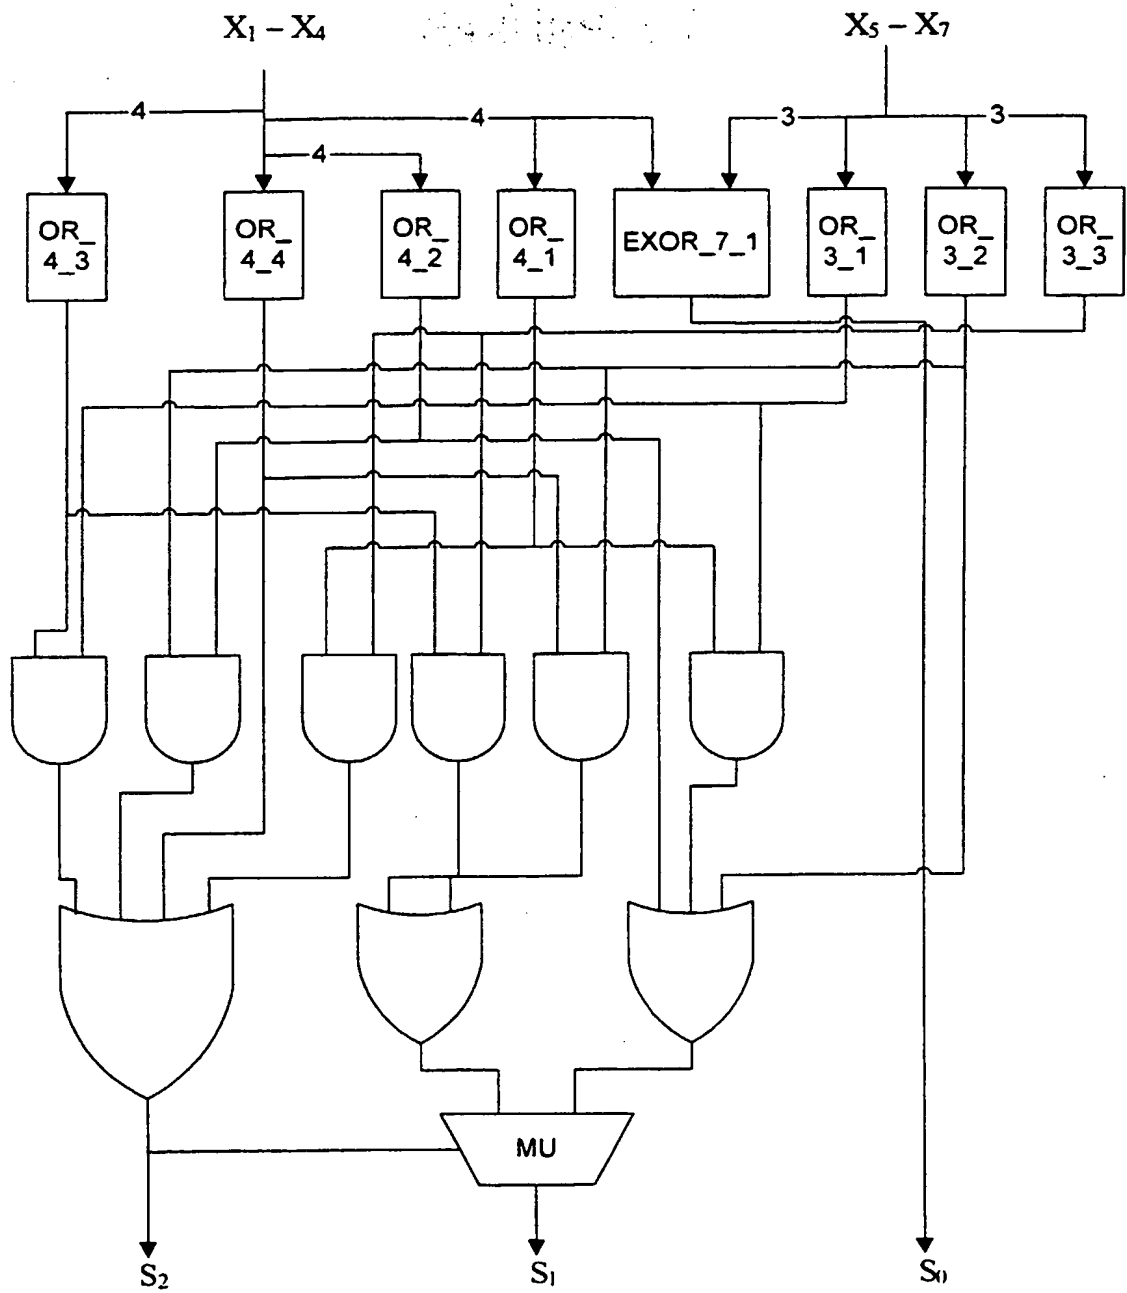 X₁ – X₄
X₅ – X₇
4
4
3
3
4
OR_
4_3
OR_
4_4
OR_
4_2
OR_
4_1
EXOR_7_1
OR_
3_1
OR_
3_2
OR_
3_3
MU
S₂
S₁
S₀